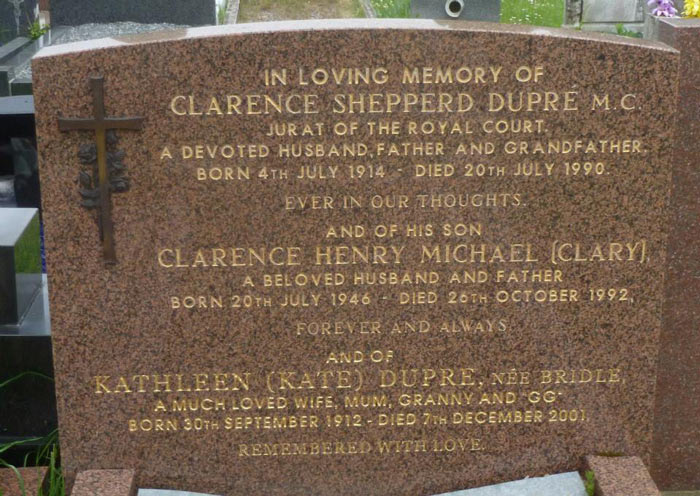 IN LOVING MEMORY OF
CLARENCE SHEPPERD DUPRÉ M.C.
JURAT OF THE ROYAL COURT.
A DEVOTED HUSBAND, FATHER AND GRANDFATHER.
BORN 4TH JULY 1914 - DIED 20TH JULY 1990.
EVER IN OUR THOUGHTS.
AND OF HIS SON
CLARENCE HENRY MICHAEL (CLARY),
A BELOVED HUSBAND AND FATHER
BORN 20TH JULY 1946 - DIED 26TH OCTOBER 1992,
FOREVER AND ALWAYS
AND OF
KATHLEEN (KATE) DUPRE, NÉE BRIDLE,
A MUCH LOVED WIFE, MUM, GRANNY AND "GG"
BORN 30TH SEPTEMBER 1912 - DIED 7TH DECEMBER 2001.
REMEMBERED WITH LOVE.